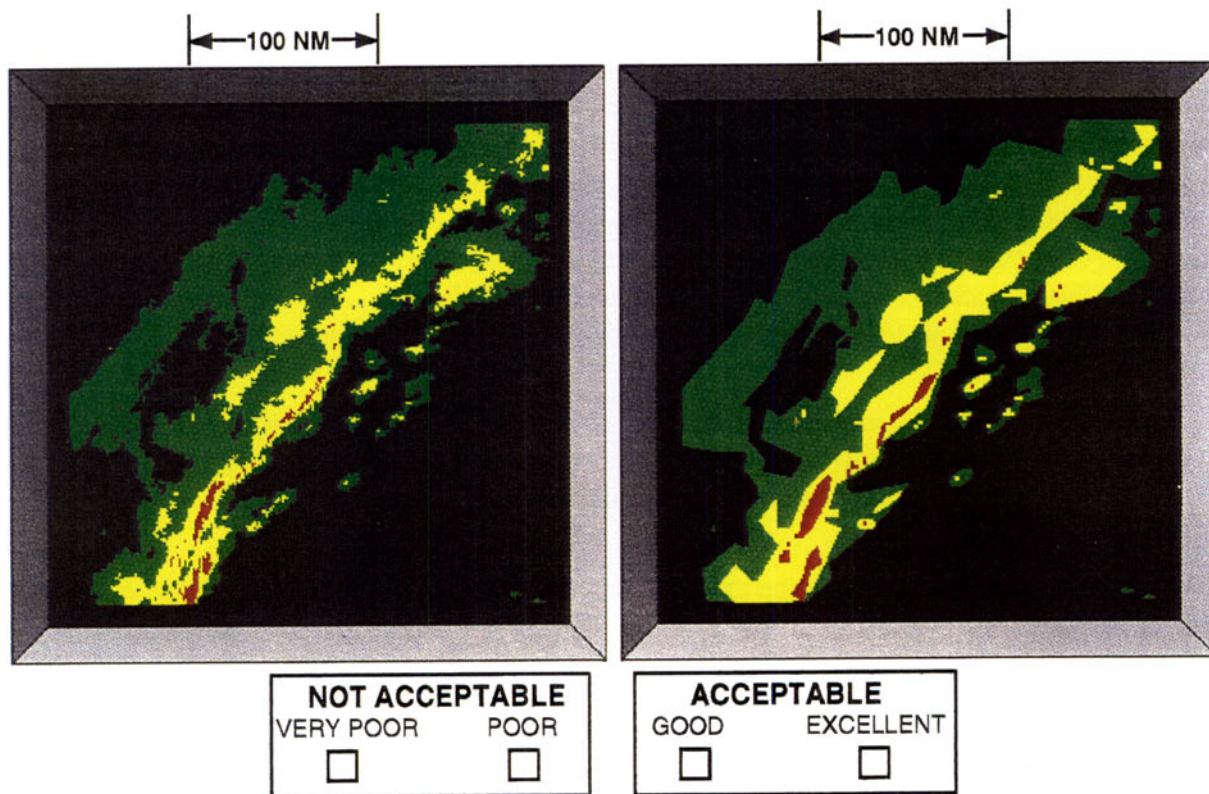 100 NM
100 NM
NOT ACCEPTABLE
VERY POOR POOR
ACCEPTABLE
GOOD EXCELLENT